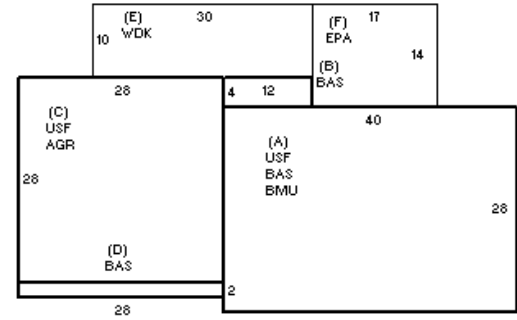 (E) 30 (F) 17
10 WDK EPA
14
(B)
BAS
28 4 12
(C) 40
USF (A)
AGR USF
BAS
28 BMU
28
(D)
BAS
2
28